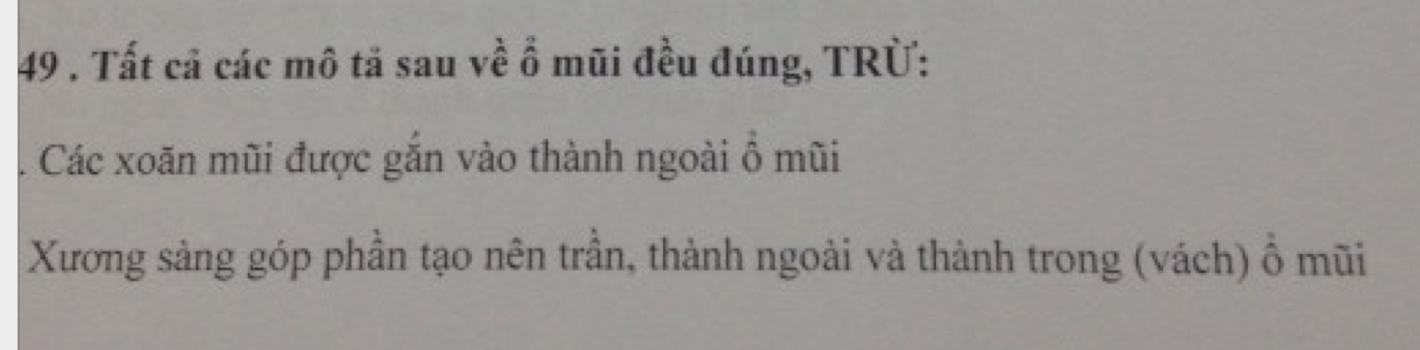 49 . Tất cả các mô tả sau về ổ mũi đều đúng, TRỪ:
. Các xoăn mũi được gắn vào thành ngoài ổ mũi
Xương sàng góp phần tạo nên trần, thành ngoài và thành trong (vách) ổ mũi